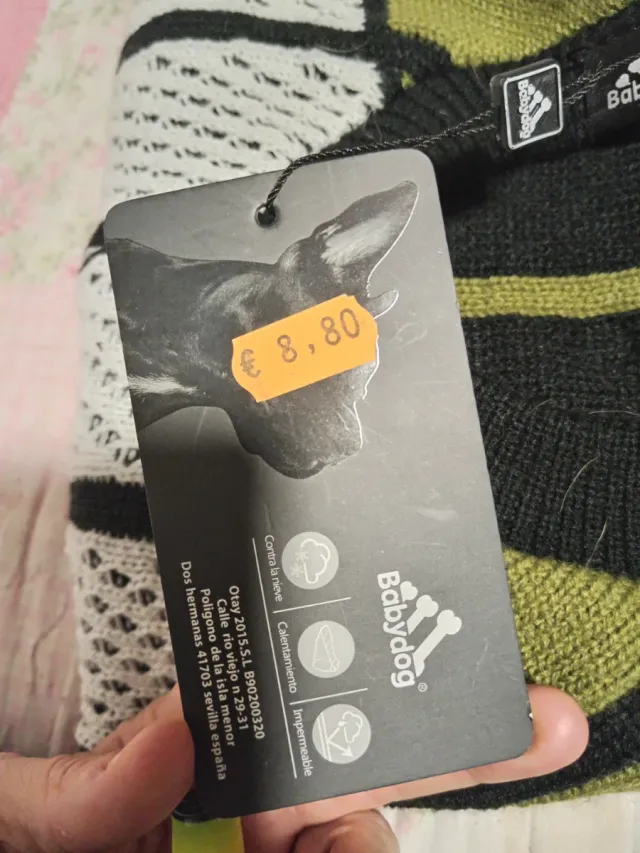 Babydog
Bab
€ 8,80
Babydog®
Contra la nieve
Calentamiento
Impermeable
Otay 2015.S.L B90200320
Calle rio viejo n 29-31
Poligono de la isla menor
Dos hermanas 41703 sevilla españa